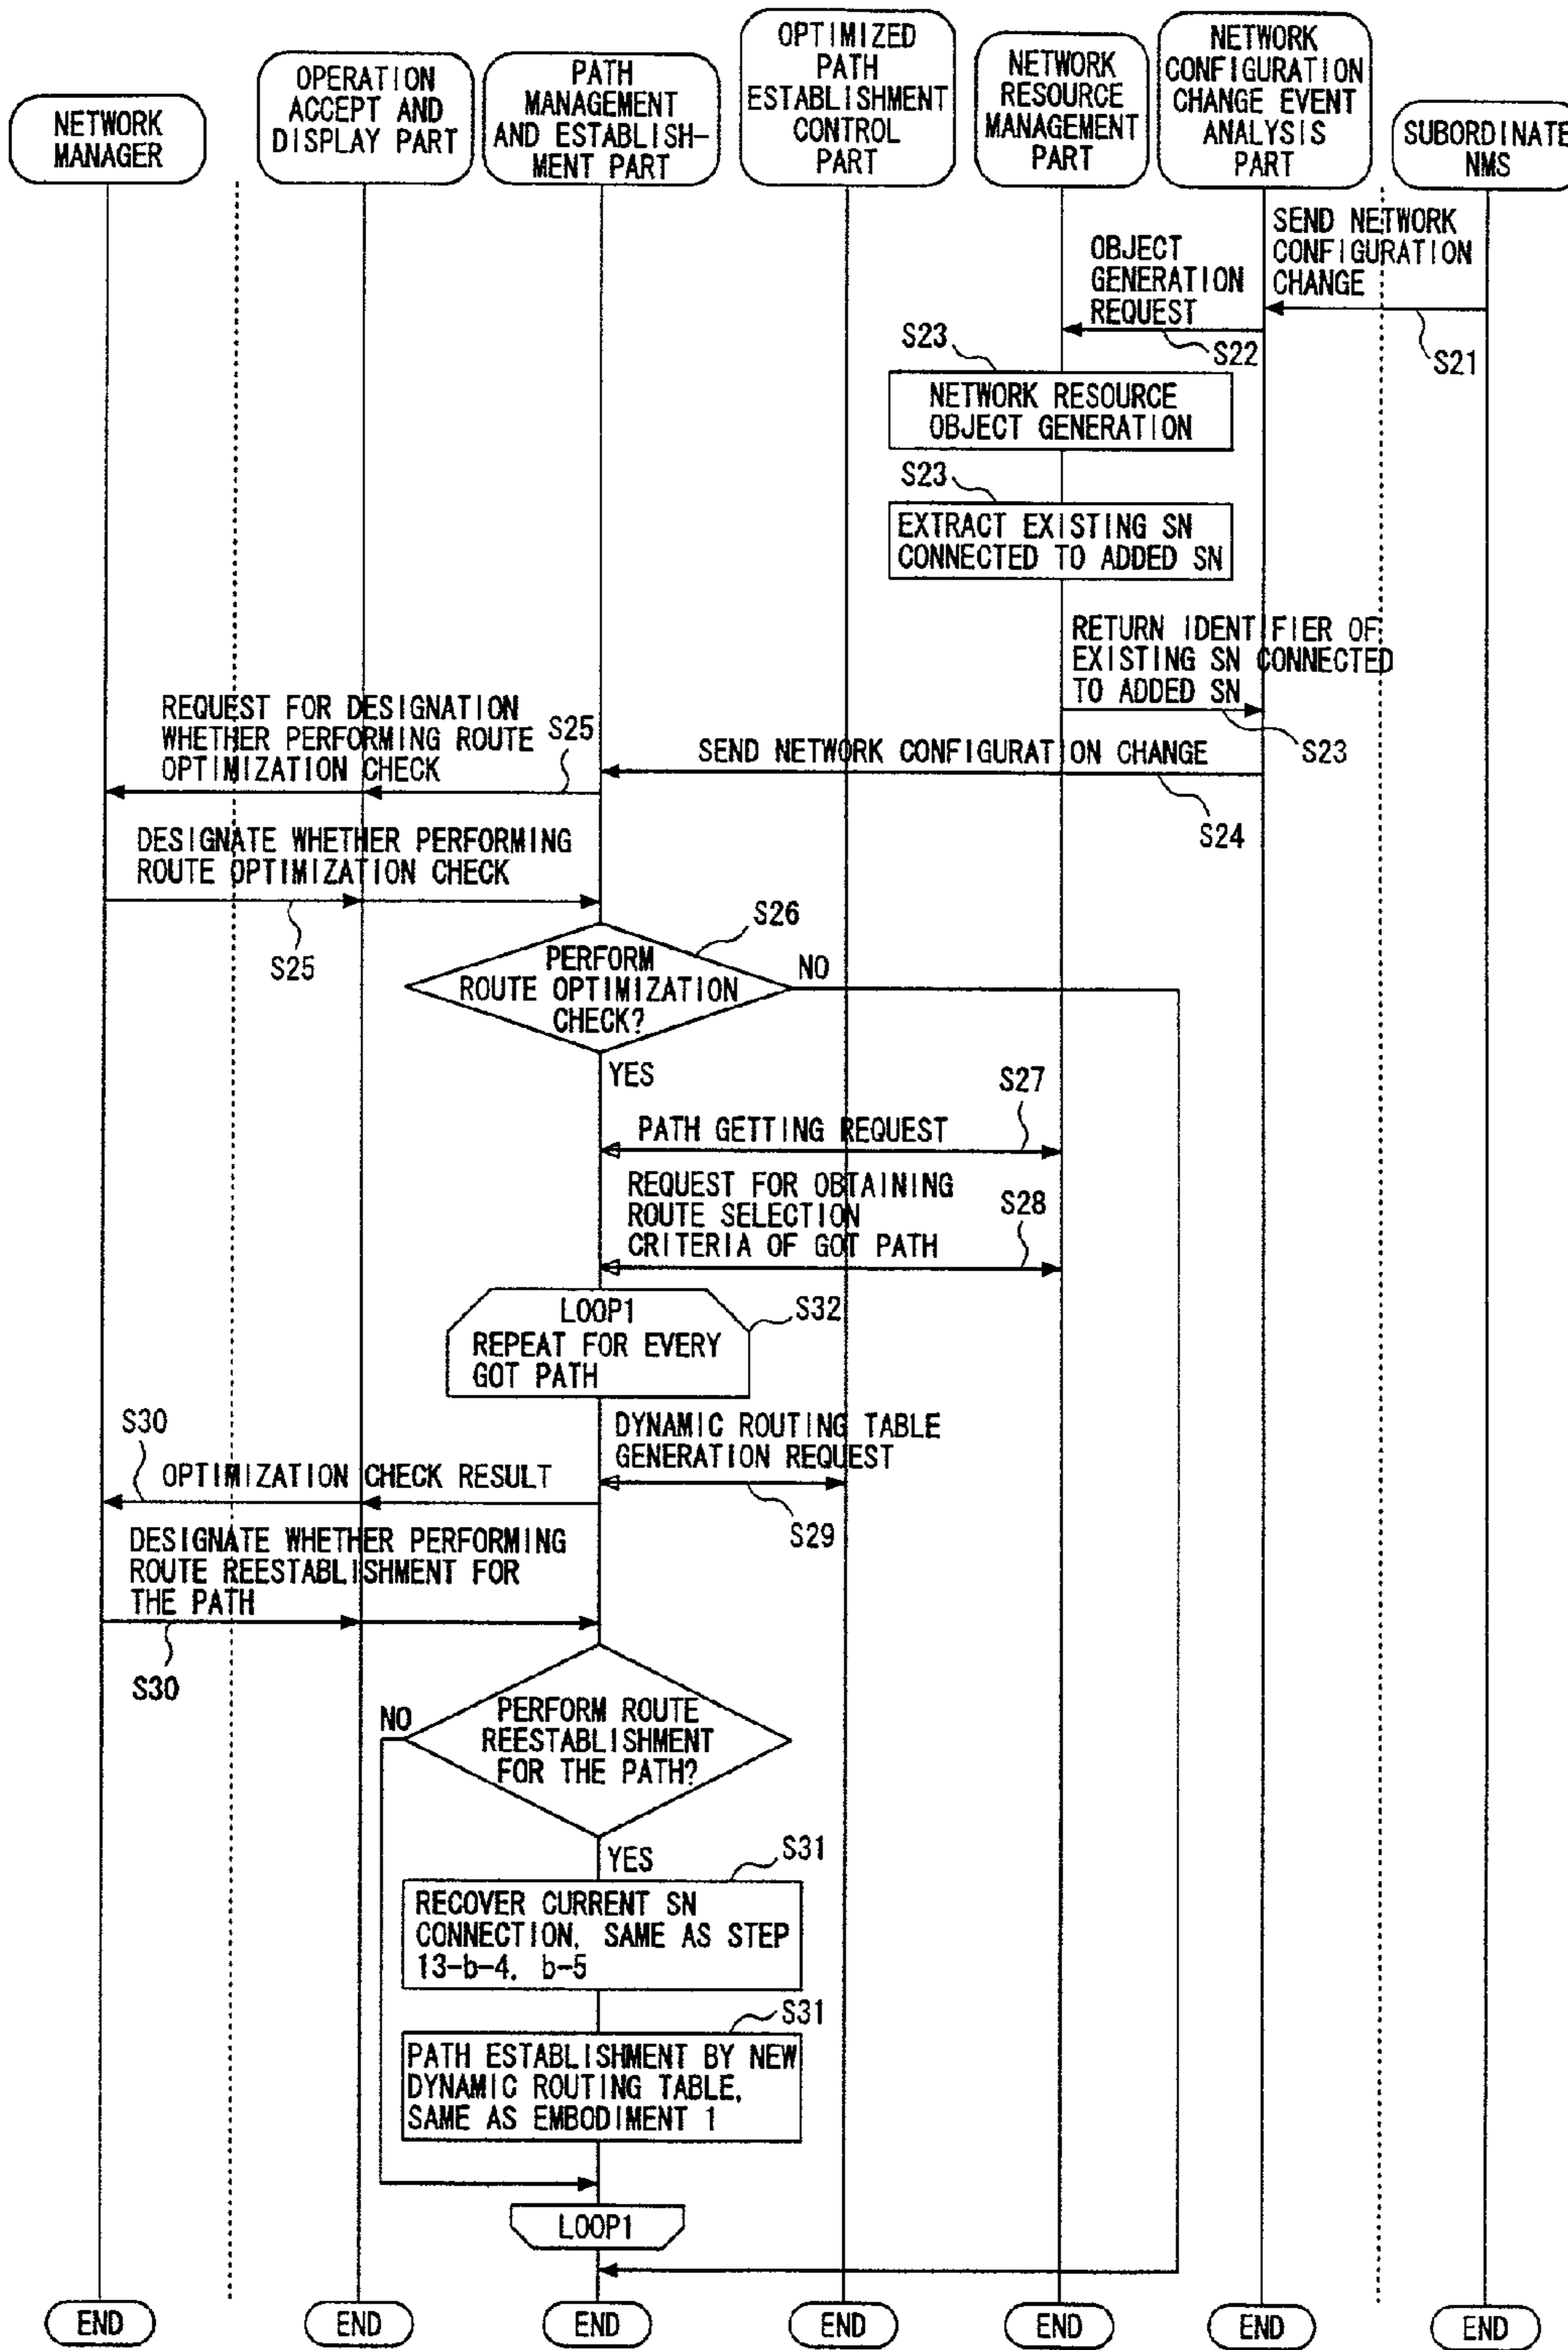 NETWORK
MANAGER
OPERATION
ACCEPT AND
DISPLAY PART
PATH
MANAGEMENT
AND ESTABLISH-
MENT PART
OPTIMIZED
PATH
ESTABLISHMENT
CONTROL
PART
NETWORK
RESOURCE
MANAGEMENT
PART
NETWORK
CONFIGURATION
CHANGE EVENT
ANALYSIS
PART
SUBORDINATE
NMS
SEND NETWORK
CONFIGURATION
CHANGE
S21
OBJECT
GENERATION
REQUEST
S22
S23
NETWORK RESOURCE
OBJECT GENERATION
S23
EXTRACT EXISTING SN
CONNECTED TO ADDED SN
RETURN IDENTIFIER OF
EXISTING SN CONNECTED
TO ADDED SN
S23
SEND NETWORK CONFIGURATION CHANGE
S24
REQUEST FOR DESIGNATION
WHETHER PERFORMING ROUTE
OPTIMIZATION CHECK
S25
DESIGNATE WHETHER PERFORMING
ROUTE OPTIMIZATION CHECK
S25
S26
PERFORM
ROUTE OPTIMIZATION
CHECK?
NO
YES
S27
PATH GETTING REQUEST
REQUEST FOR OBTAINING
ROUTE SELECTION
CRITERIA OF GOT PATH
S28
LOOP1
REPEAT FOR EVERY
GOT PATH
S32
DYNAMIC ROUTING TABLE
GENERATION REQUEST
S29
S30
OPTIMIZATION CHECK RESULT
DESIGNATE WHETHER PERFORMING
ROUTE REESTABLISHMENT FOR
THE PATH
S30
PERFORM ROUTE
REESTABLISHMENT
FOR THE PATH?
NO
YES
S31
RECOVER CURRENT SN
CONNECTION, SAME AS STEP
13-b-4, b-5
S31
PATH ESTABLISHMENT BY NEW
DYNAMIC ROUTING TABLE,
SAME AS EMBODIMENT 1
LOOP1
END
END
END
END
END
END
END